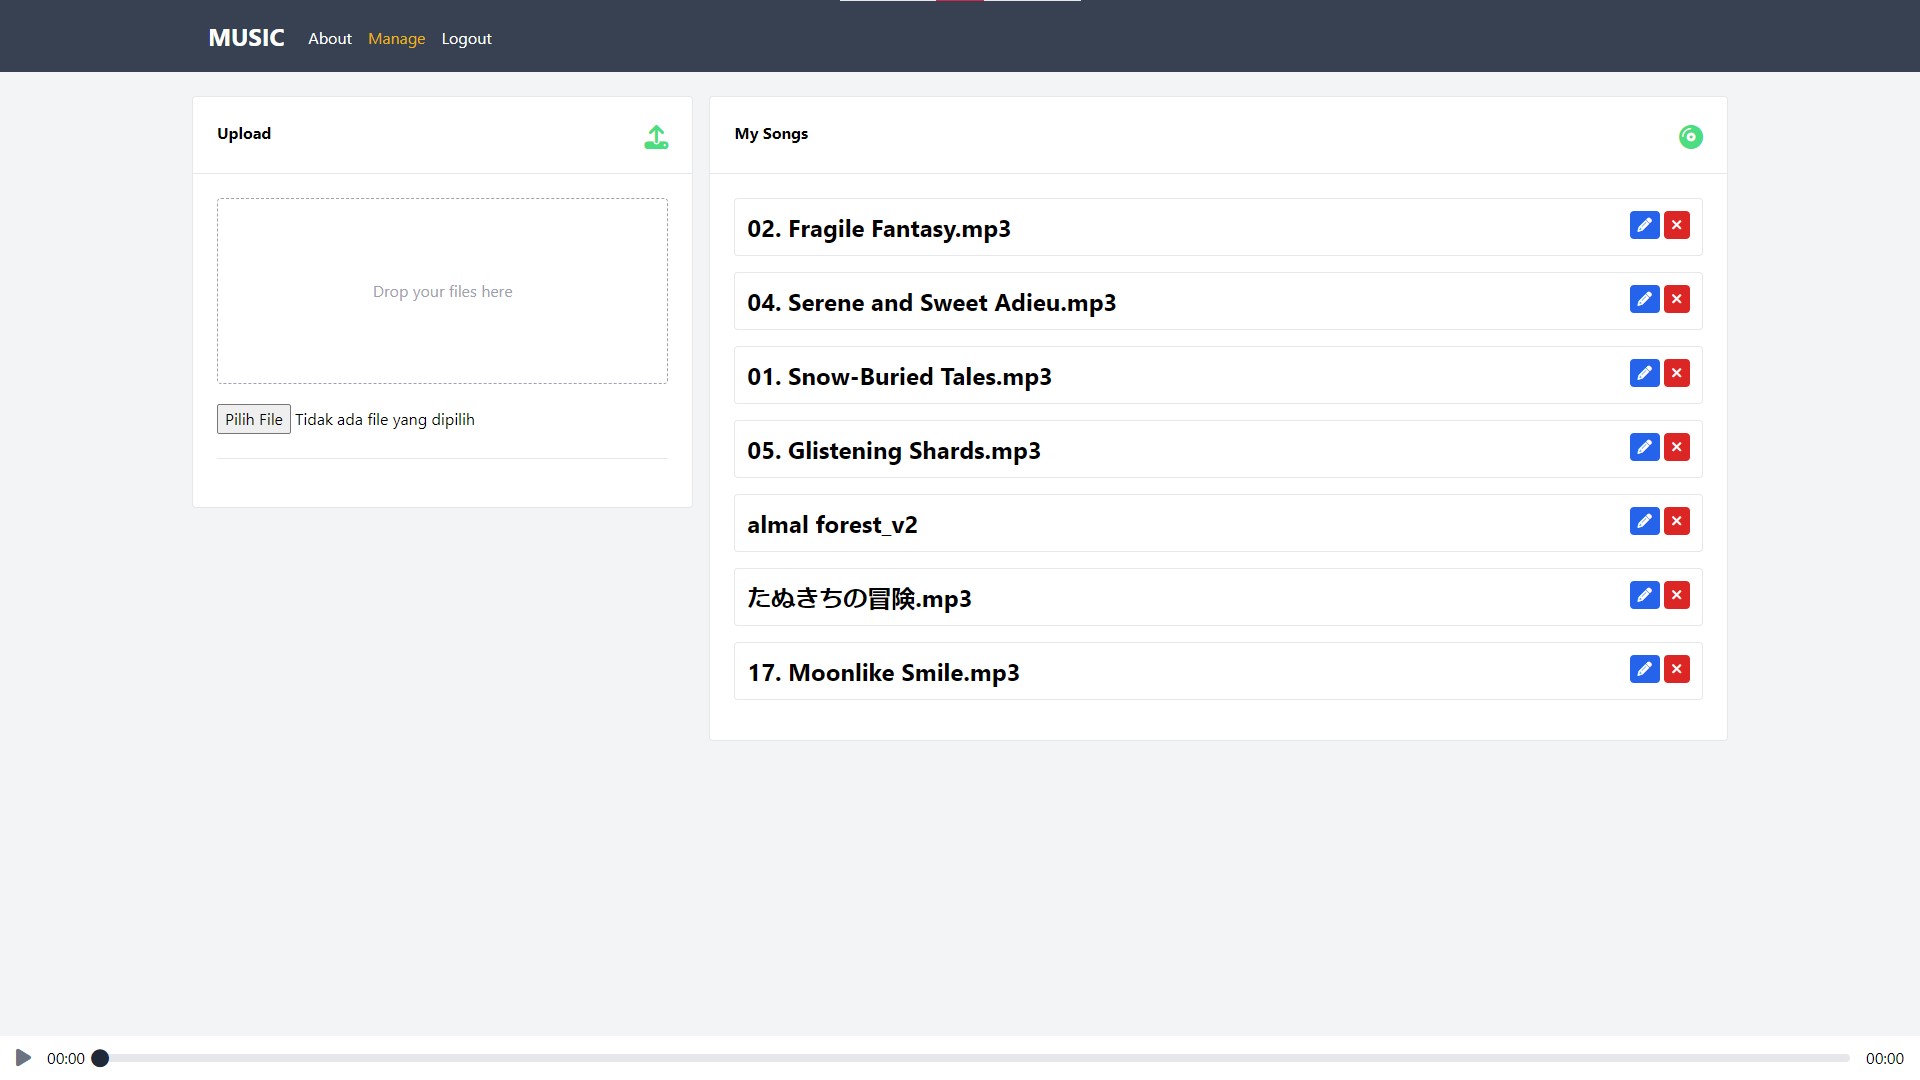 MUSIC About Manage Logout
Upload
Drop your files here
Pilih File Tidak ada file yang dipilih
My Songs
02. Fragile Fantasy.mp3
04. Serene and Sweet Adieu.mp3
01. Snow-Buried Tales.mp3
05. Glistening Shards.mp3
almal forest_v2
たぬきちの冒険.mp3
17. Moonlike Smile.mp3
00:00 00:00